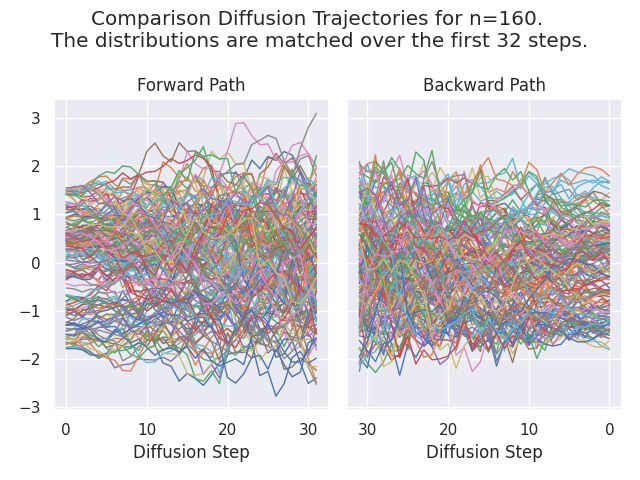 Comparison Diffusion Trajectories for n=160.
The distributions are matched over the first 32 steps.
Forward Path
Backward Path
3
2
1
0
−1
−2
−3
0
10
20
30
30
20
10
0
Diffusion Step
Diffusion Step